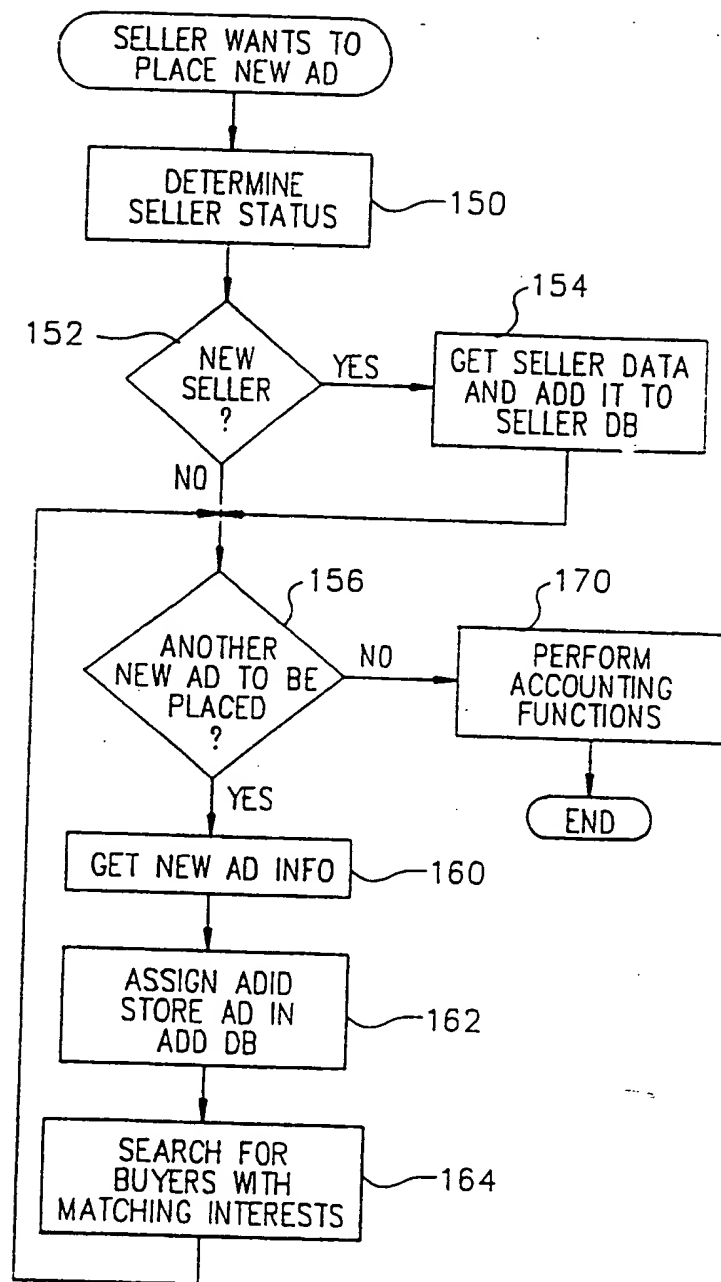 SELLER WANTS TO
PLACE NEW AD
DETERMINE
SELLER STATUS
150
152
NEW
SELLER
?
YES
NO
154
GET SELLER DATA
AND ADD IT TO
SELLER DB
156
ANOTHER
NEW AD TO BE
PLACED
?
NO
YES
170
PERFORM
ACCOUNTING
FUNCTIONS
END
GET NEW AD INFO
160
ASSIGN ADID
STORE AD IN
ADD DB
162
SEARCH FOR
BUYERS WITH
MATCHING INTERESTS
164